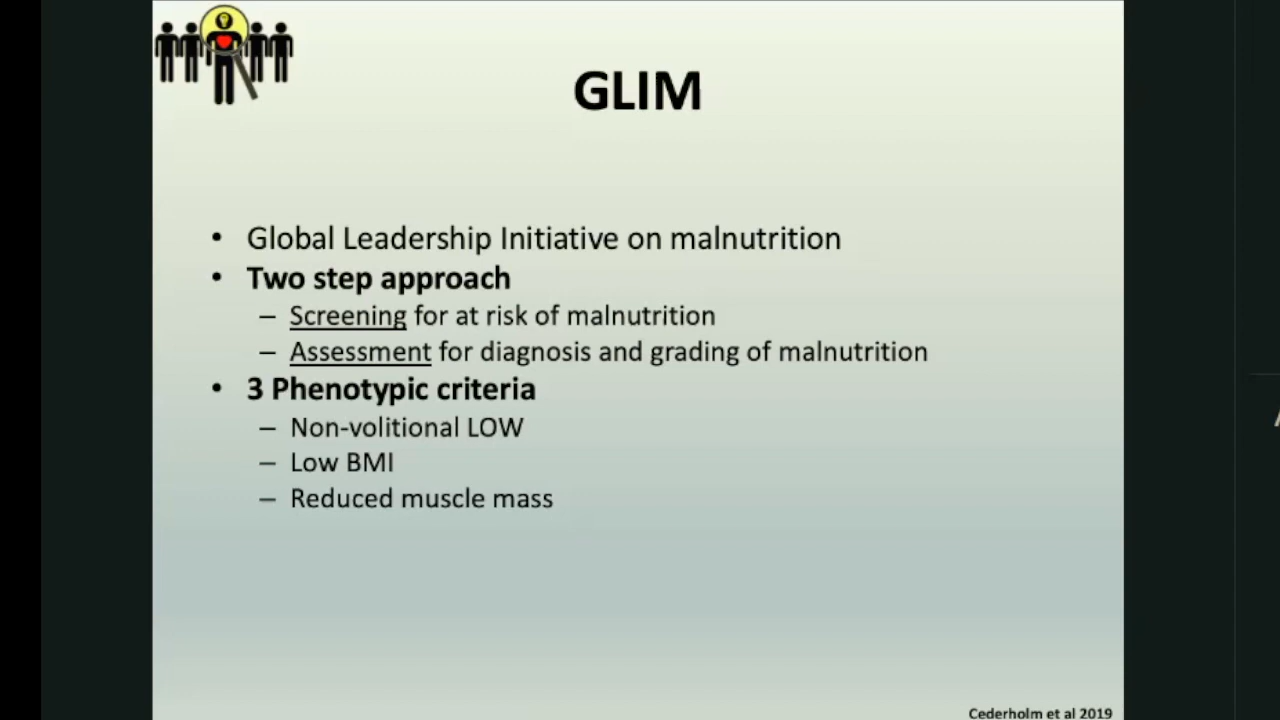 GLIM
• Global Leadership Initiative on malnutrition
• Two step approach
– Screening for at risk of malnutrition
– Assessment for diagnosis and grading of malnutrition
• 3 Phenotypic criteria
– Non-volitional LOW
– Low BMI
– Reduced muscle mass
Cederholm et al 2019